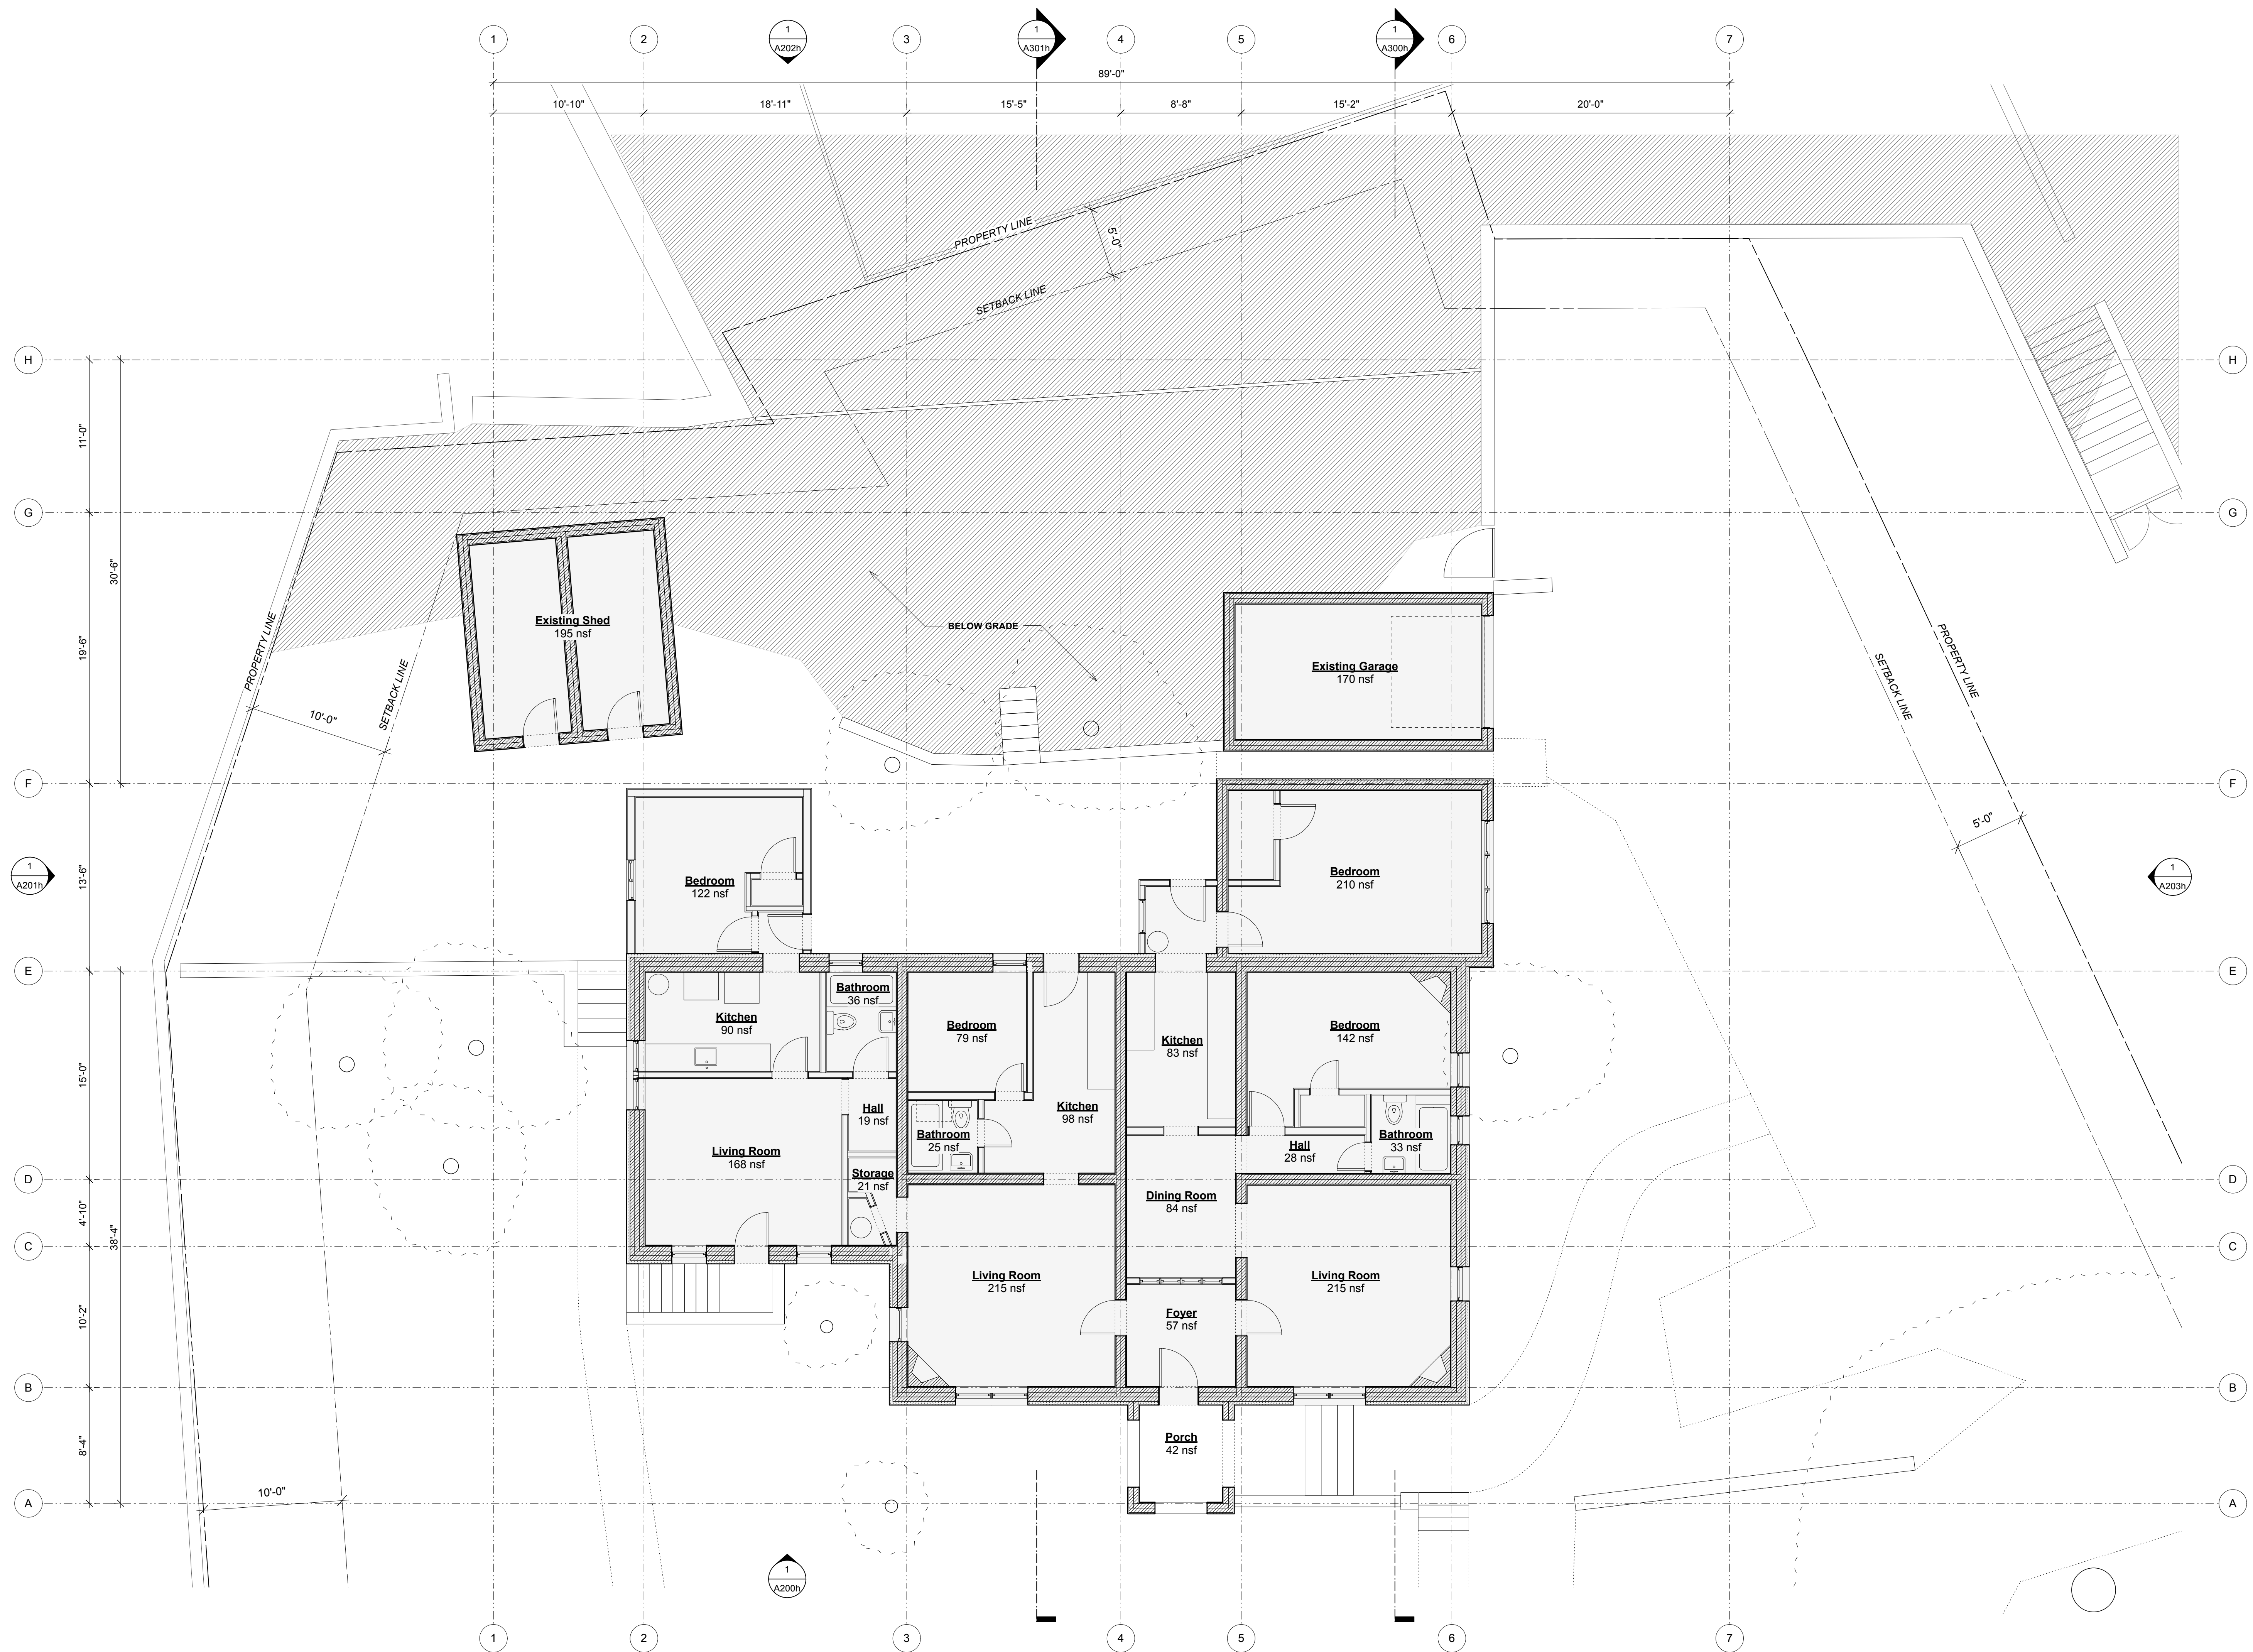 1
2
1
A202h
3
1
A301h
4
5
1
A300h
6
7
89'-0"
10'-10"
18'-11"
15'-5"
8'-8"
15'-2"
20'-0"
PROPERTY LINE
5'-0"
SETBACK LINE
H
H
11'-0"
G
G
30'-6"
19'-6"
Existing Shed
195 nsf
BELOW GRADE
Existing Garage
170 nsf
PROPERTY LINE
SETBACK LINE
10'-0"
SETBACK LINE
PROPERTY LINE
F
F
5'-0"
1
A201h
13'-6"
Bedroom
122 nsf
Bedroom
210 nsf
1
A203h
E
E
Bathroom
36 nsf
Kitchen
90 nsf
Bedroom
79 nsf
Kitchen
83 nsf
Bedroom
142 nsf
15'-0"
Hall
19 nsf
Kitchen
98 nsf
Bathroom
25 nsf
Hall
28 nsf
Bathroom
33 nsf
Living Room
168 nsf
Storage
21 nsf
D
D
Dining Room
84 nsf
4'-10"
38'-4"
C
C
Living Room
215 nsf
Living Room
215 nsf
10'-2"
Foyer
57 nsf
B
B
8'-4"
Porch
42 nsf
10'-0"
A
A
1
A200h
1
2
3
4
5
6
7